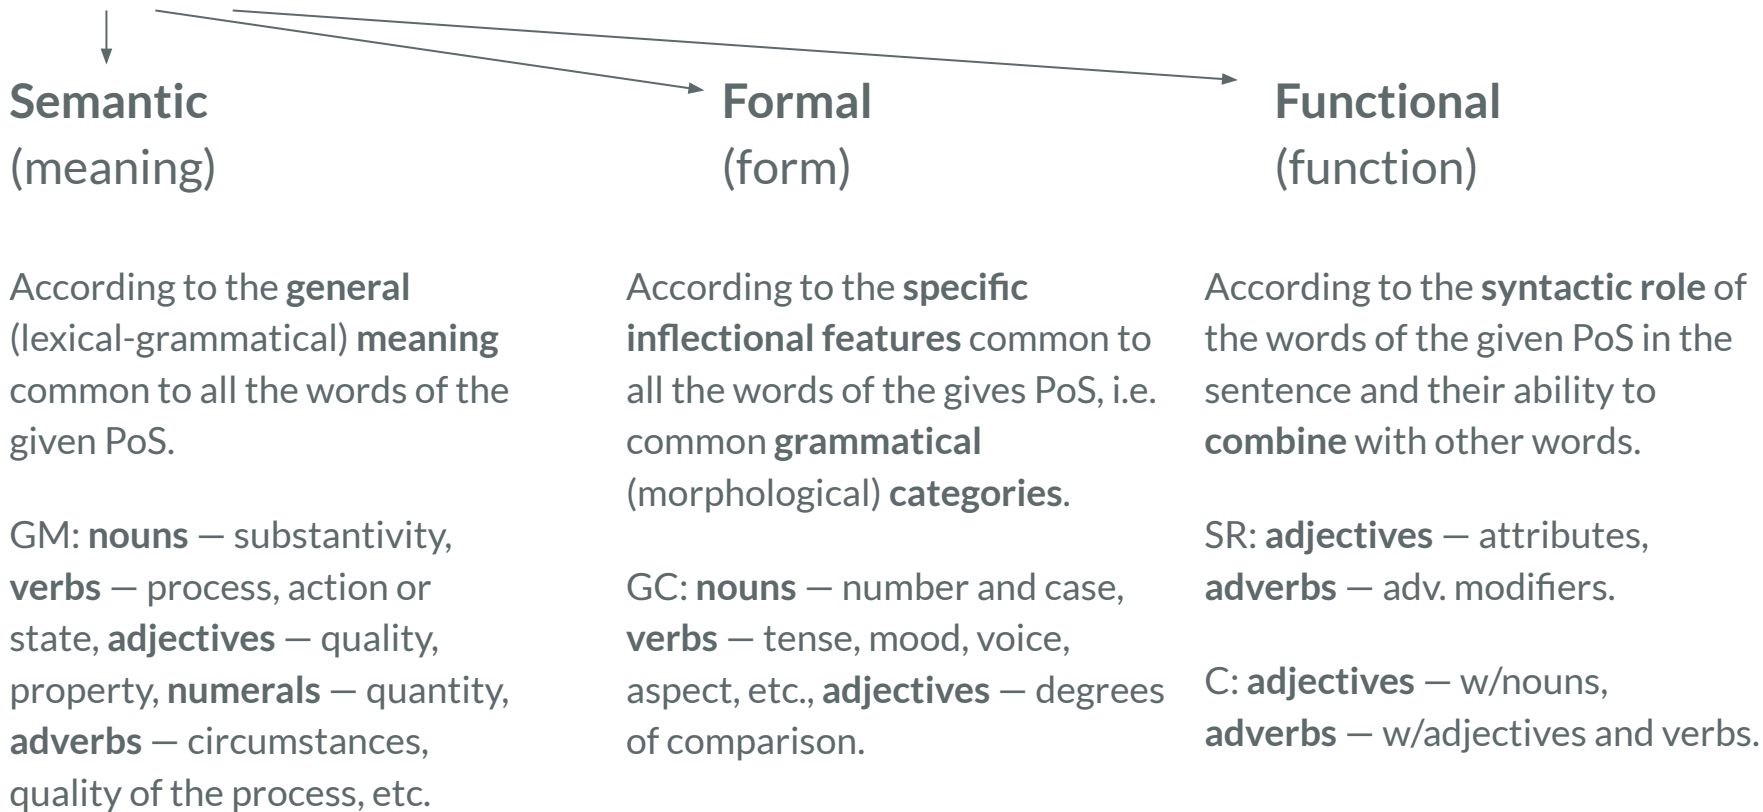 Semantic
(meaning)
According to the general
(lexical-grammatical) meaning
common to all the words of the
given PoS.
GM: nouns — substantivity,
verbs — process, action or
state, adjectives — quality,
property, numerals — quantity,
adverbs — circumstances,
quality of the process, etc.
Formal
(form)
According to the specific
inflectional features common to
all the words of the gives PoS, i.e.
common grammatical
(morphological) categories.
GC: nouns — number and case,
verbs — tense, mood, voice,
aspect, etc., adjectives — degrees
of comparison.
Functional
(function)
According to the syntactic role of
the words of the given PoS in the
sentence and their ability to
combine with other words.
SR: adjectives — attributes,
adverbs — adv. modifiers.
C: adjectives — w/nouns,
adverbs — w/adjectives and verbs.